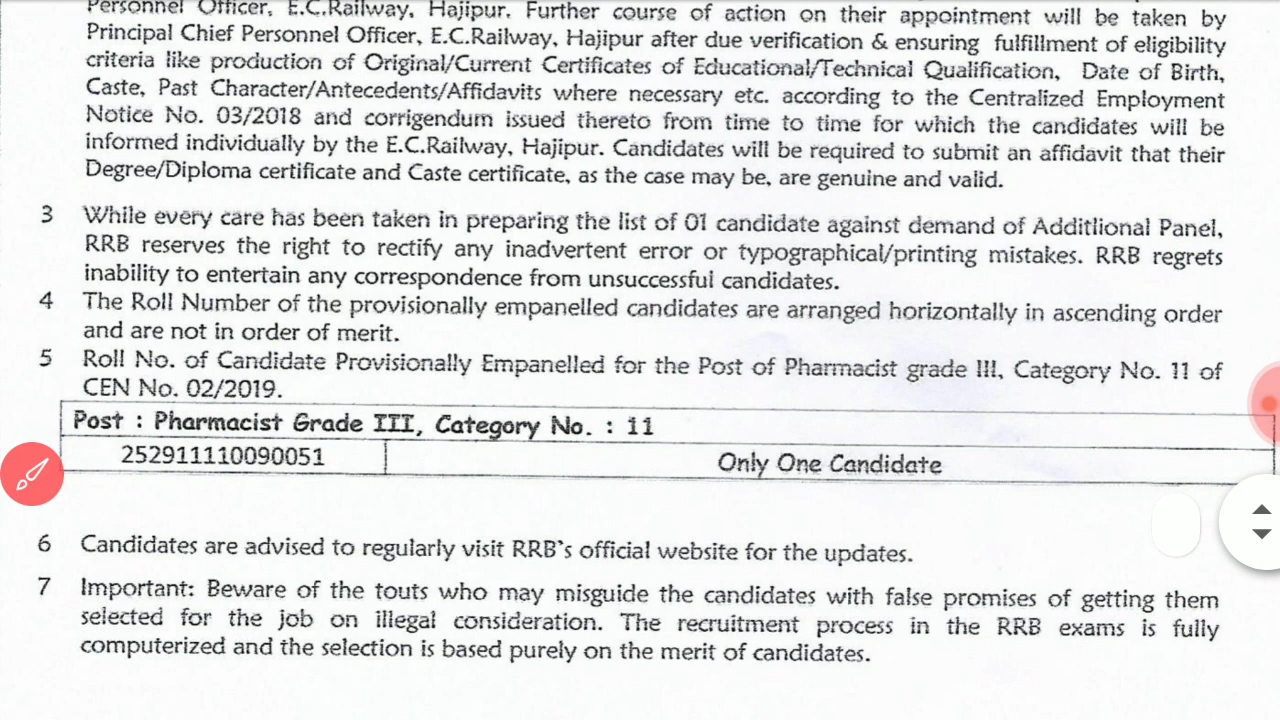 Personnel Officer, E.C.Railway, Hajipur. Further course of action on their appointment will be taken by
Principal Chief Personnel Officer, E.C.Railway, Hajipur after due verification & ensuring fulfillment of eligibility
criteria like production of Original/Current Certificates of Educational/Technical Qualification, Date of Birth,
Caste, Past Character/Antecedents/Affidavits where necessary etc. according to the Centralized Employment
Notice No. 03/2018 and corrigendum issued thereto from time to time for which the candidates will be
informed individually by the E.C.Railway, Hajipur. Candidates will be required to submit an affidavit that their
Degree/Diploma certificate and Caste certificate, as the case may be, are genuine and valid.
3 While every care has been taken in preparing the list of 01 candidate against demand of Additlional Panel,
RRB reserves the right to rectify any inadvertent error or typographical/printing mistakes. RRB regrets
inability to entertain any correspondence from unsuccessful candidates.
4 The Roll Number of the provisionally empanelled candidates are arranged horizontally in ascending order
and are not in order of merit.
5 Roll No. of Candidate Provisionally Empanelled for the Post of Pharmacist grade III, Category No. 11 of
CEN No. 02/2019.
Post : Pharmacist Grade III, Category No. : 11
252911110090051 Only One Candidate
6 Candidates are advised to regularly visit RRB's official website for the updates.
7 Important: Beware of the touts who may misguide the candidates with false promises of getting them
selected for the job on illegal consideration. The recruitment process in the RRB exams is fully
computerized and the selection is based purely on the merit of candidates.